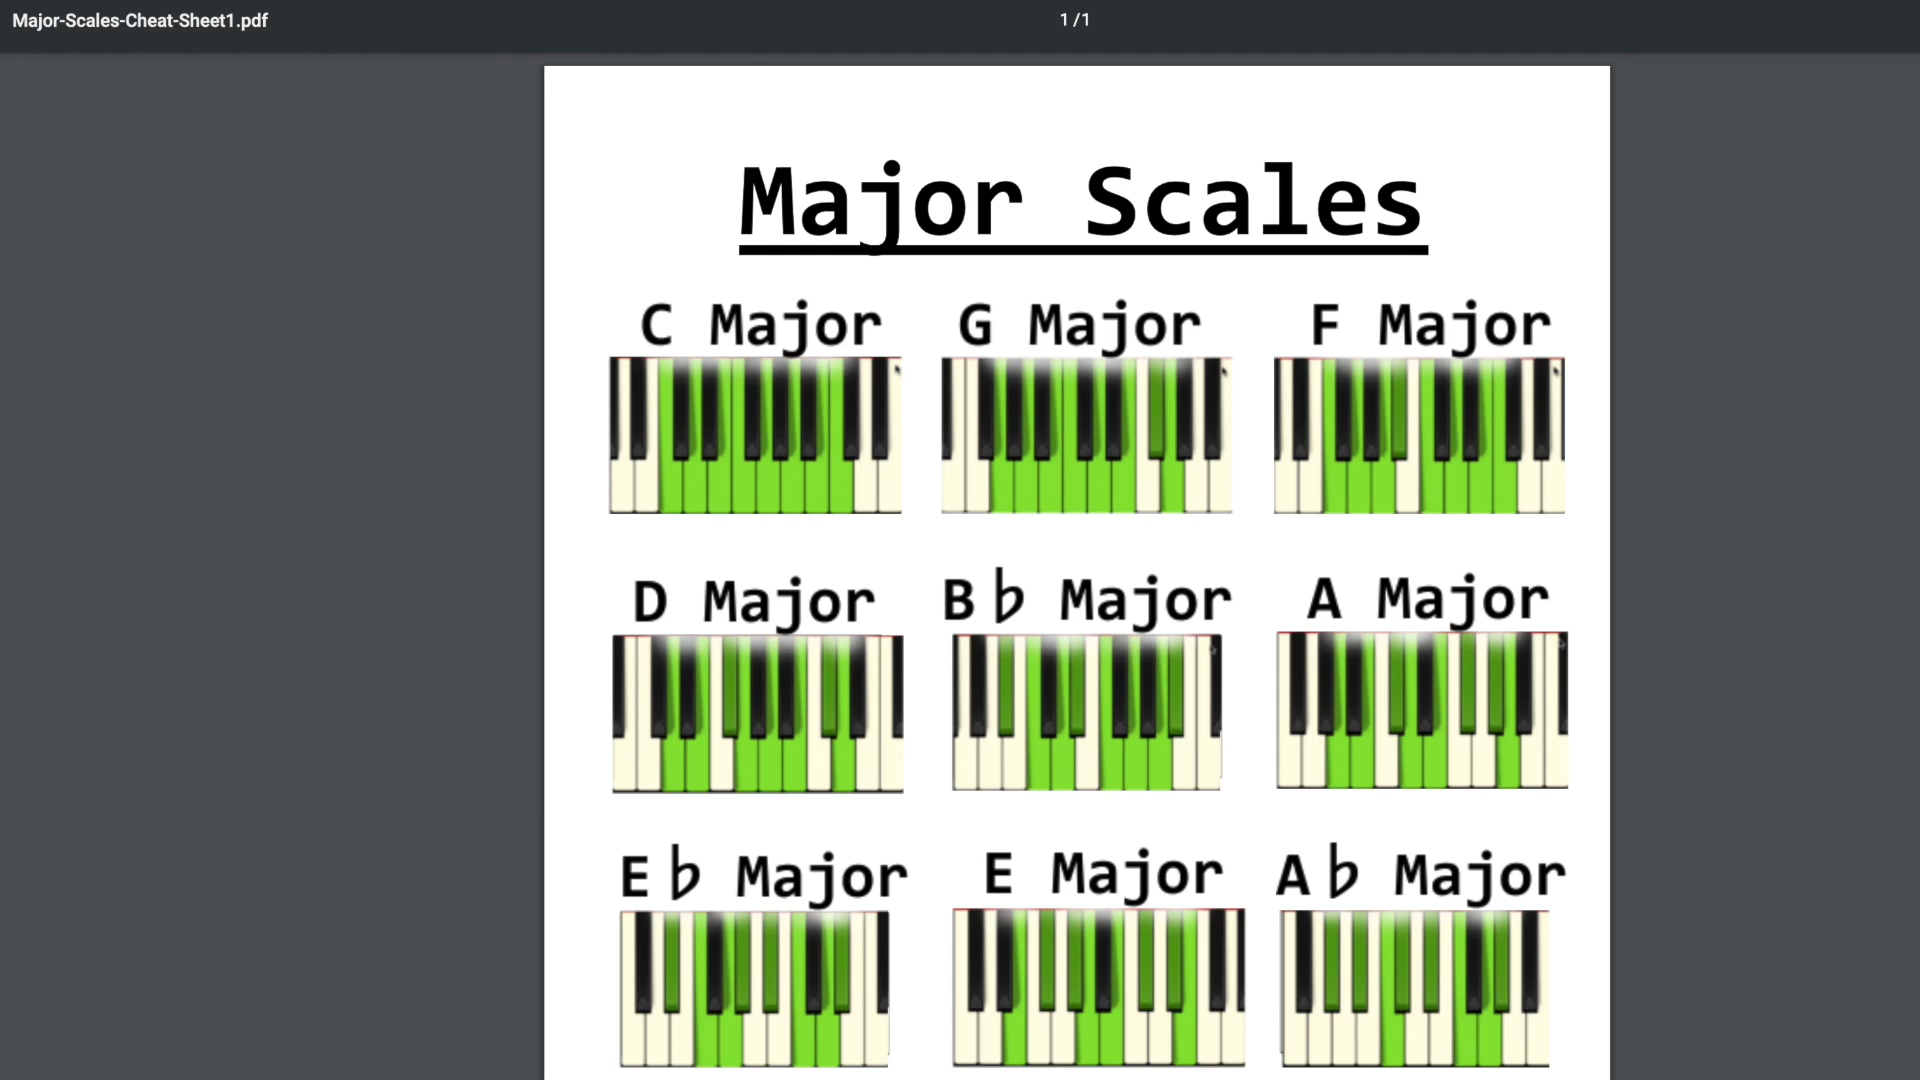 Major-Scales-Cheat-Sheet1.pdf
1 / 1
Major Scales
C Major
G Major
F Major
D Major
B♭ Major
A Major
E♭ Major
E Major
A♭ Major